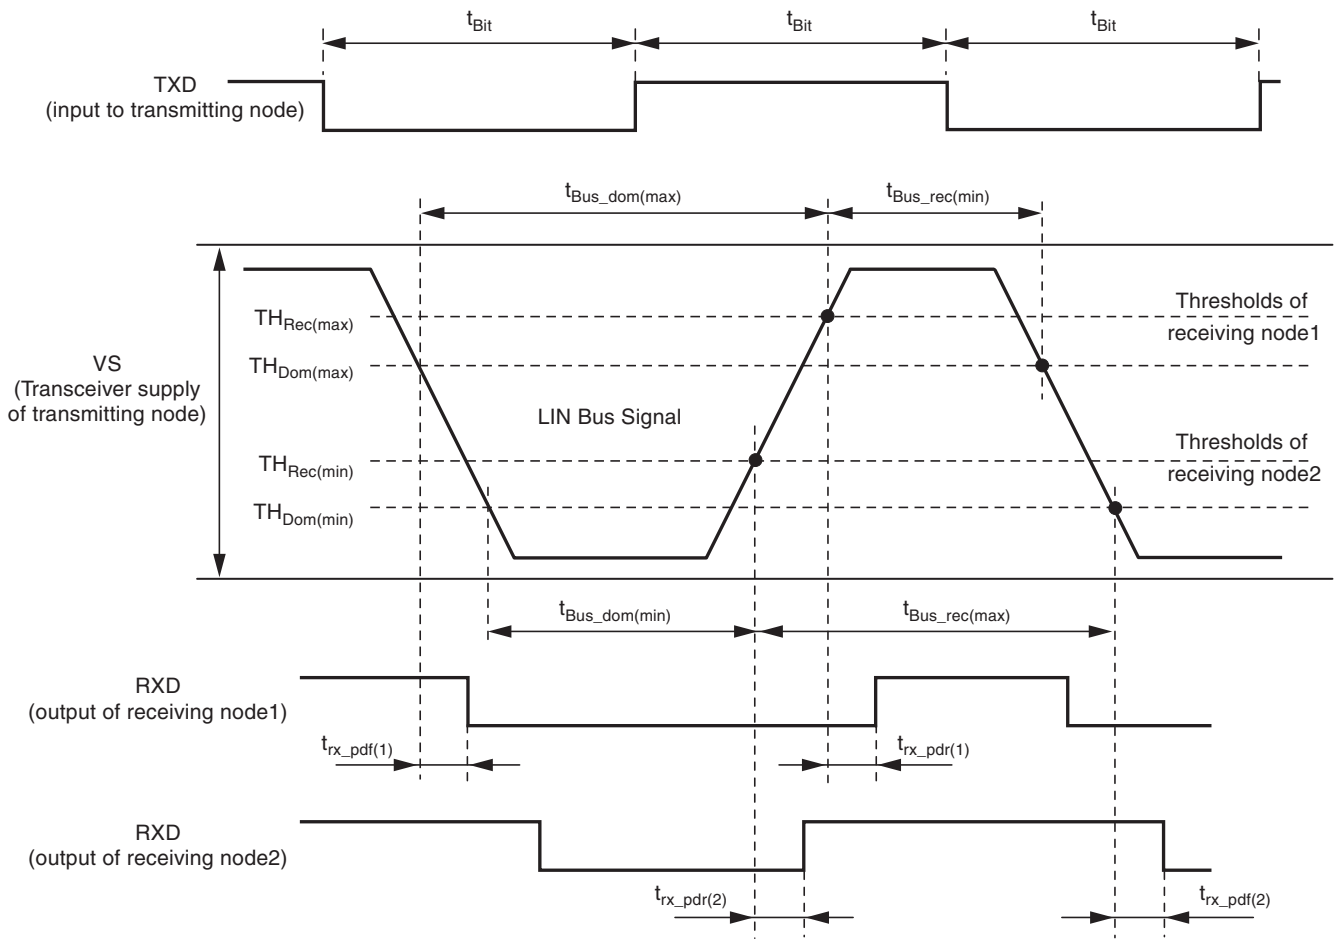 tBit
tBit
tBit
TXD
(input to transmitting node)
tBus_dom(max)
tBus_rec(min)
THRec(max)
Thresholds of
receiving node1
THDom(max)
VS
(Transceiver supply
of transmitting node)
LIN Bus Signal
THRec(min)
Thresholds of
receiving node2
THDom(min)
tBus_dom(min)
tBus_rec(max)
RXD
(output of receiving node1)
trx_pdf(1)
trx_pdr(1)
RXD
(output of receiving node2)
trx_pdr(2)
trx_pdf(2)